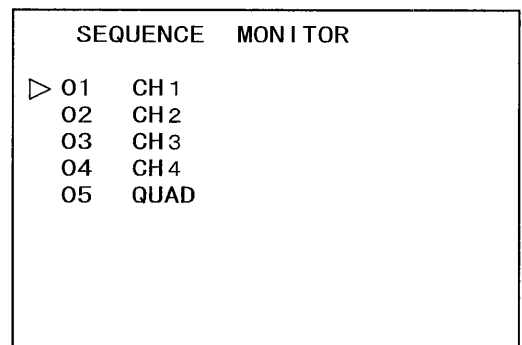 SEQUENCE MONITOR
▷ 01 CH1
02 CH2
03 CH3
04 CH4
05 QUAD